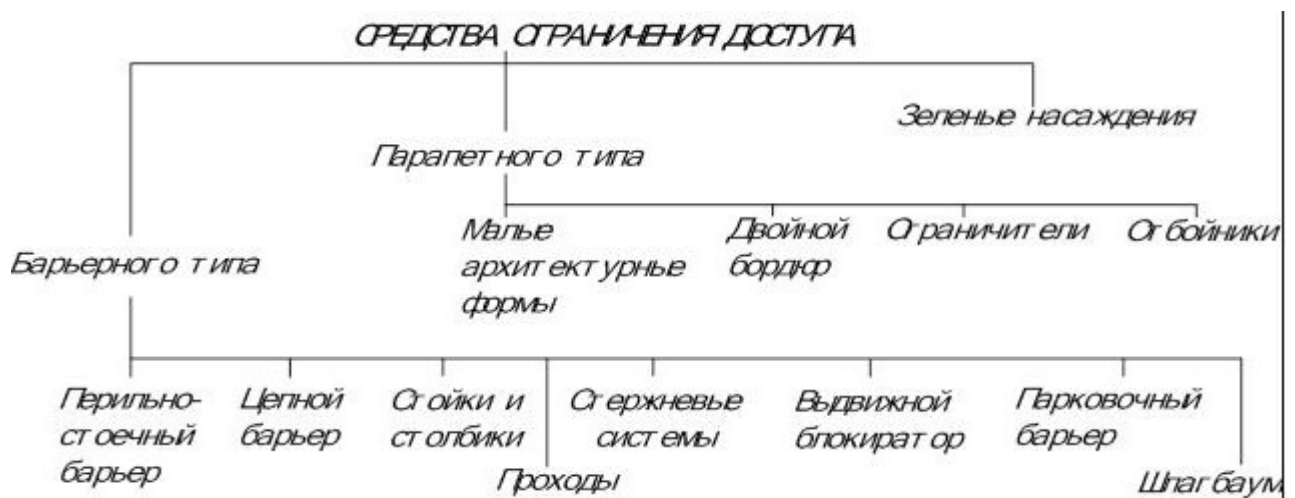 СРЕДСТВА ОГРАНИЧЕНИЯ ДОСТУПА
Зеленые насаждения
Парапетного типа
Малые
архитектурные
формы
Двойной
бордюр
Ограничители
Отбойники
Барьерного типа
Перильно-
стоечный
барьер
Цепной
барьер
Стойки и
столбики
Проходы
Стержневые
системы
Выдвижной
блокиратор
Парковочный
барьер
Шлагбаум